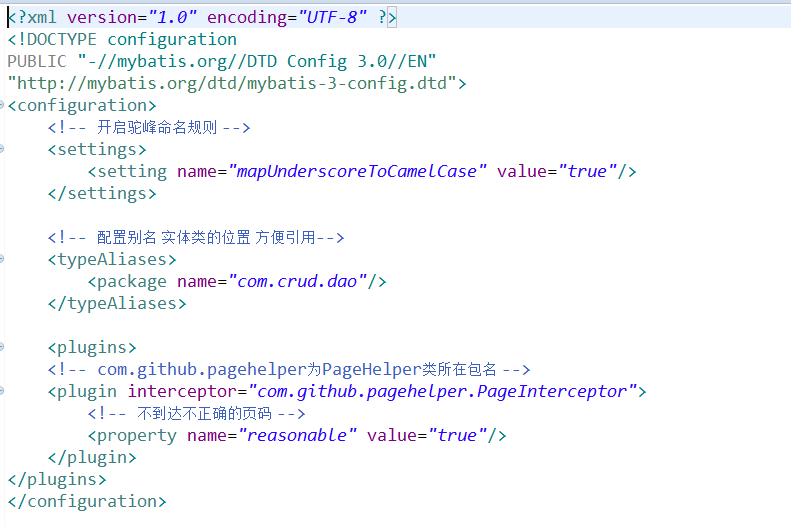 <?xml version="1.0" encoding="UTF-8" ?>
<!DOCTYPE configuration
PUBLIC "-//mybatis.org//DTD Config 3.0//EN"
"http://mybatis.org/dtd/mybatis-3-config.dtd">
<configuration>
    <!-- 开启驼峰命名规则 -->
    <settings>
        <setting name="mapUnderscoreToCamelCase" value="true"/>
    </settings>
    <!-- 配置别名 实体类的位置 方便引用-->
    <typeAliases>
        <package name="com.crud.dao"/>
    </typeAliases>
    <plugins>
    <!-- com.github.pagehelper为PageHelper类所在包名 -->
    <plugin interceptor="com.github.pagehelper.PageInterceptor">
        <!-- 不到达不正确的页码 -->
        <property name="reasonable" value="true"/>
    </plugin>
</plugins>
</configuration>